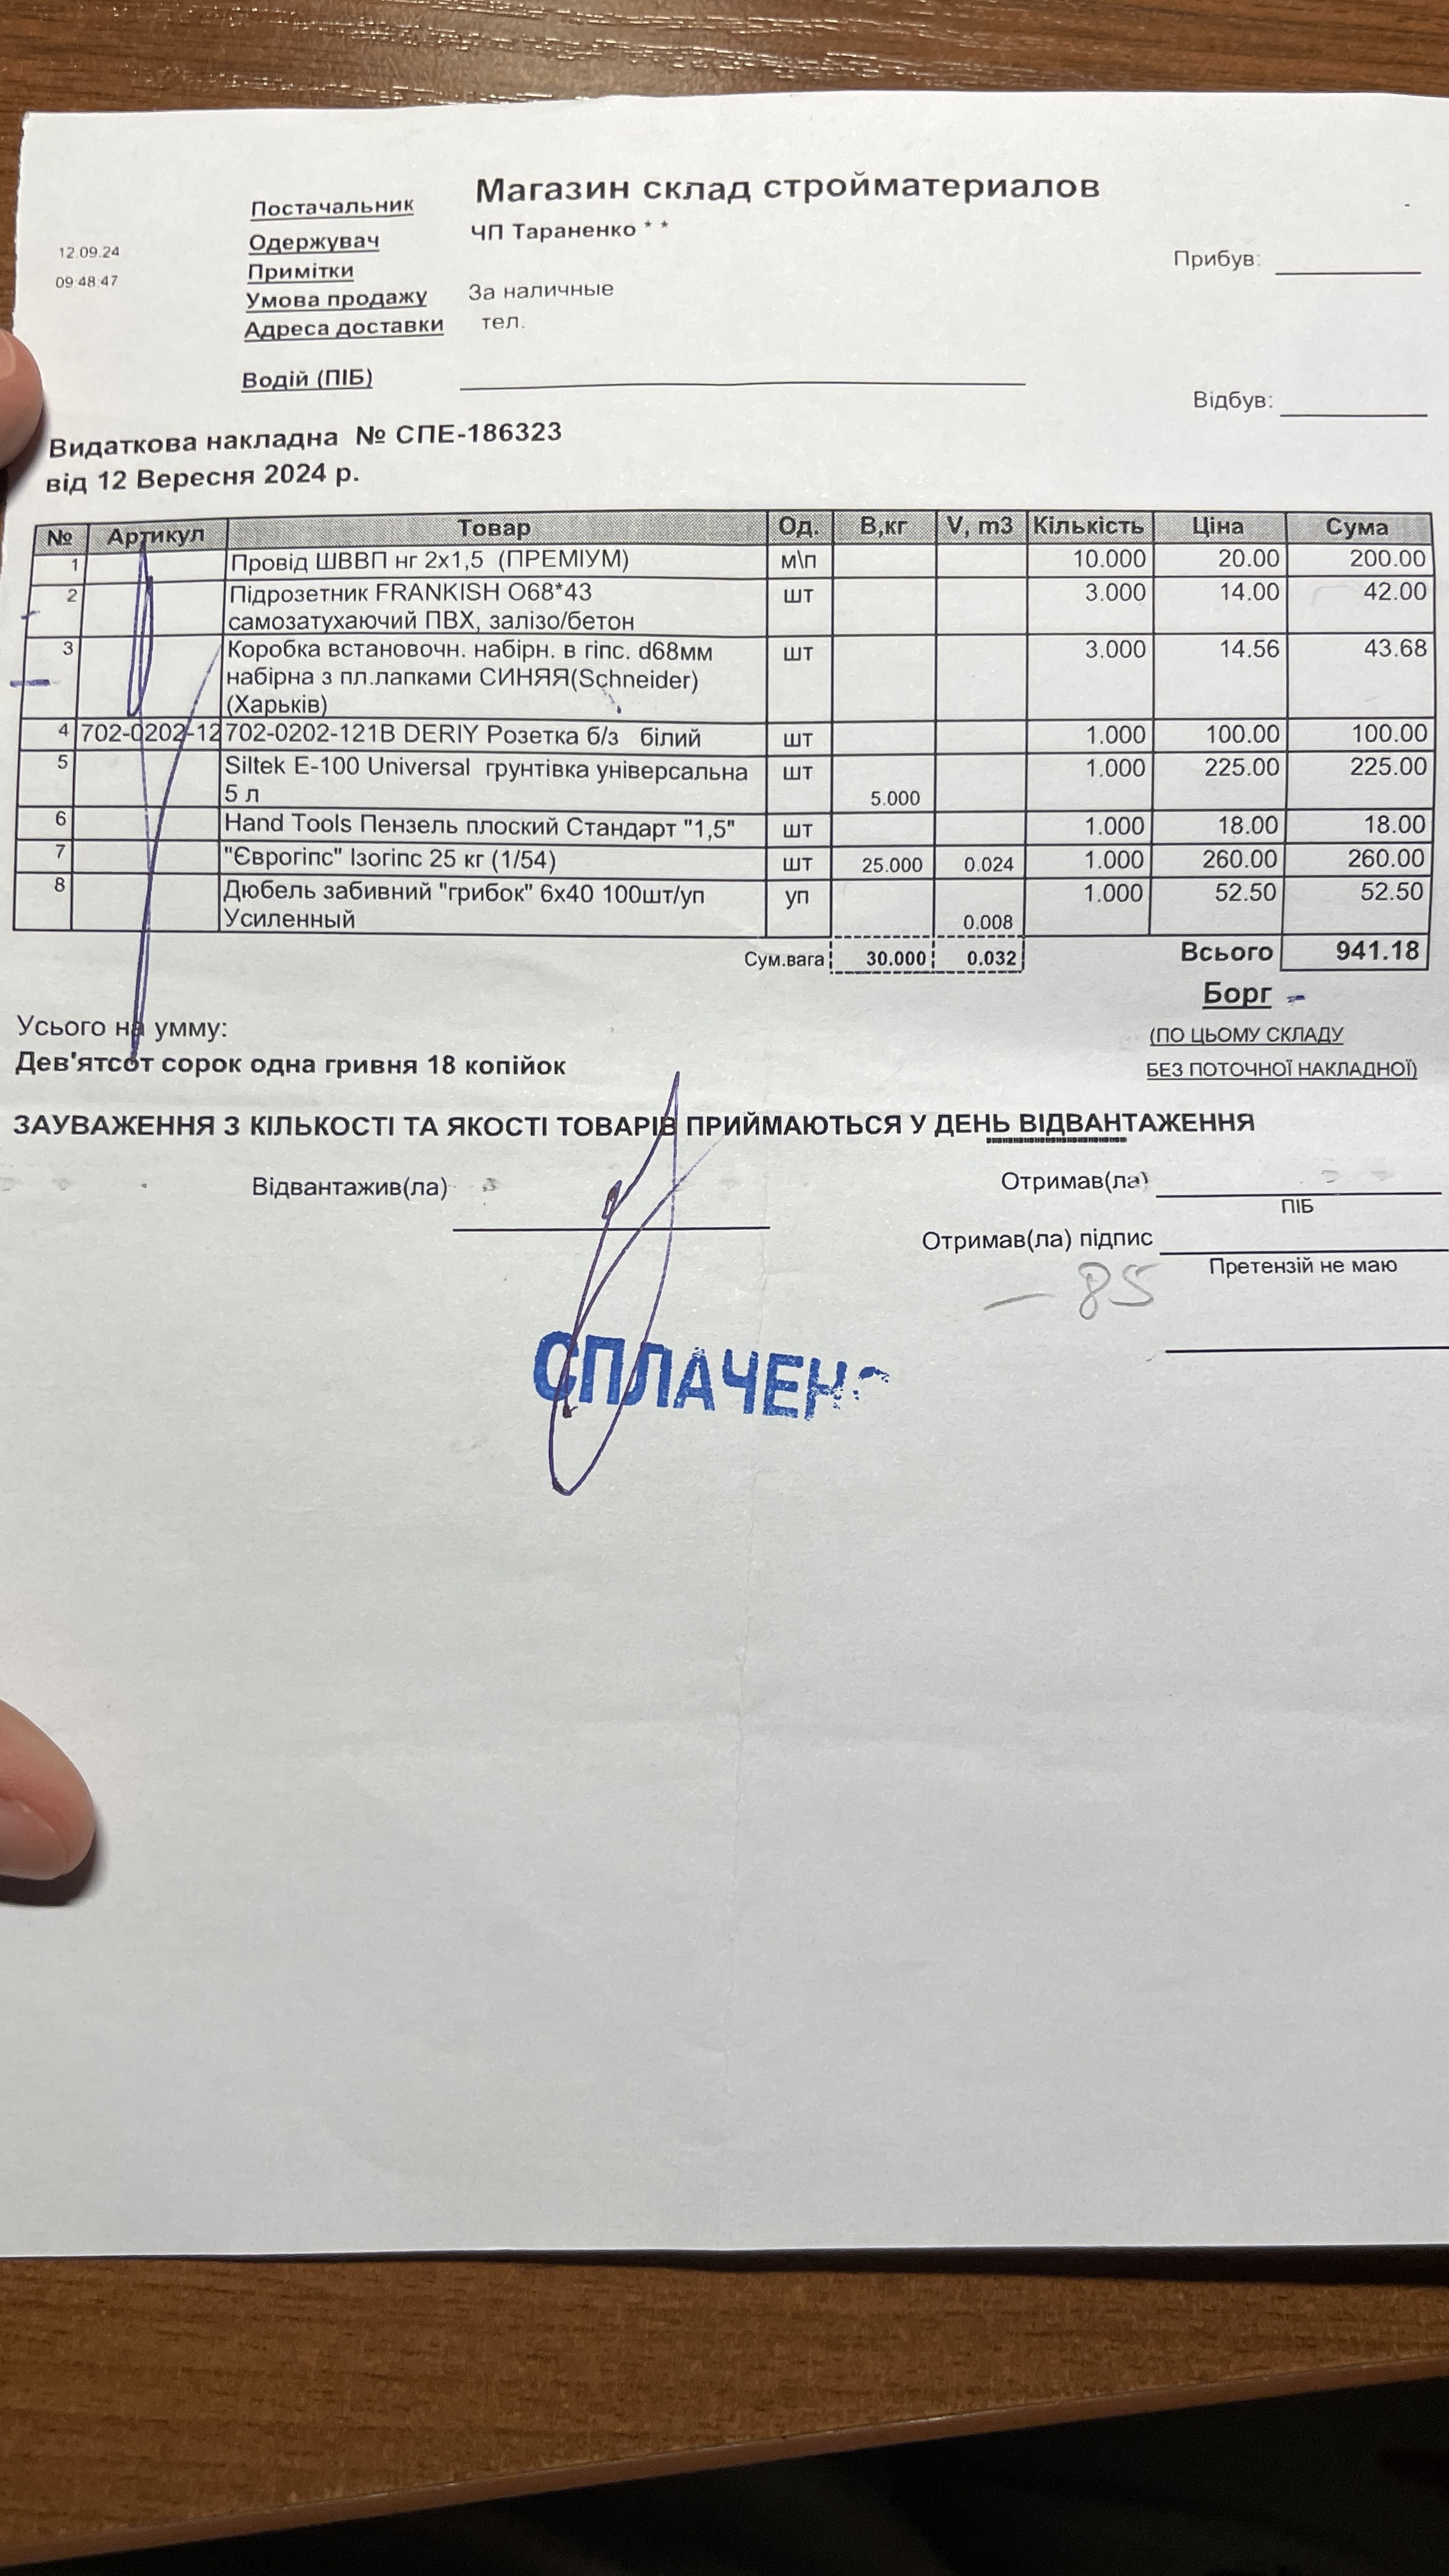 Постачальник Магазин склад стройматериалов
12.09.24 Одержувач ЧП Тараненко * *
Прибув:
09:48:47 Примітки
Умова продажу За наличные
Адреса доставки тел.
Водій (ПІБ)
Відбув:
Видаткова накладна № СПЕ-186323
від 12 Вересня 2024 р.
№ Артикул Товар Од. В,кг V, m3 Кількість Ціна Сума
1 Провід ШВВП нг 2х1,5 (ПРЕМІУМ) м\п 10.000 20.00 200.00
2 Підрозетник FRANKISH O68*43 шт 3.000 14.00 42.00
самозатухаючий ПВХ, залізо/бетон
3 Коробка встановочн. набірн. в гіпс. d68мм шт 3.000 14.56 43.68
набірна з пл.лапками СИНЯЯ(Schneider)
(Харьків)
4 702-0202-12 702-0202-121B DERIY Розетка б/з білий шт 1.000 100.00 100.00
5 Siltek E-100 Universal грунтівка універсальна шт 1.000 225.00 225.00
5 л 5.000
6 Hand Tools Пензель плоский Стандарт "1,5" шт 1.000 18.00 18.00
7 "Єврогіпс" Ізогіпс 25 кг (1/54) шт 25.000 0.024 1.000 260.00 260.00
8 Дюбель забивний "грибок" 6х40 100шт/уп уп 1.000 52.50 52.50
Усиленный 0.008
Сум.вага 30.000 0.032 Всього 941.18
Борг -
Усього на умму: (ПО ЦЬОМУ СКЛАДУ
Дев'ятсот сорок одна гривня 18 копійок БЕЗ ПОТОЧНОЇ НАКЛАДНОЇ)
ЗАУВАЖЕННЯ З КІЛЬКОСТІ ТА ЯКОСТІ ТОВАРІВ ПРИЙМАЮТЬСЯ У ДЕНЬ ВІДВАНТАЖЕННЯ
Відвантажив(ла) Отримав(ла)
ПІБ
Отримав(ла) підпис
Претензій не маю
— 85
СПЛАЧЕНО